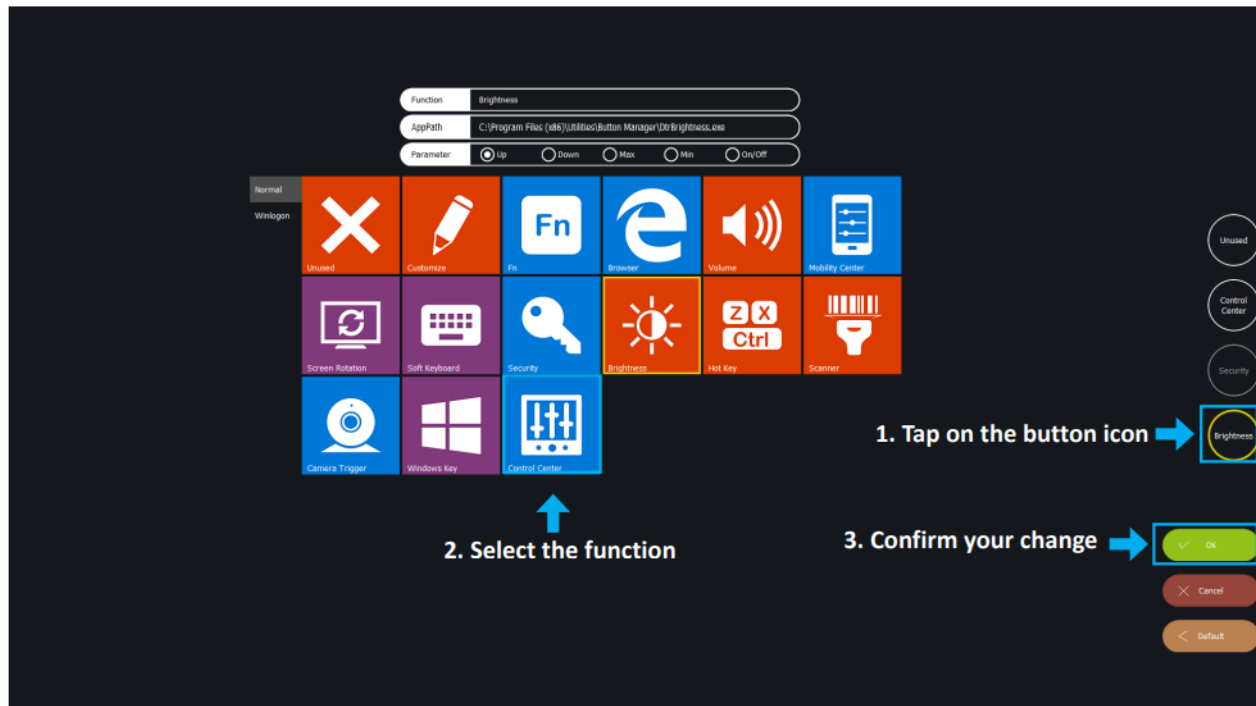 Function Brightness
AppPath C:\Program Files (x86)\Utilities\Button Manager\DtrBrightness.exe
Parameter Up Down Max Min On/Off
Normal
Winlogon
Fn
Unused Customize Fn Browser Volume Mobility Center
Unused
Control
Center
Z X
Ctrl
Screen Rotation Soft Keyboard Security Brightness Hot Key Scanner
Security
1. Tap on the button icon
Brightness
Camera Trigger Windows Key Control Center
2. Select the function
3. Confirm your change
OK
Cancel
Default